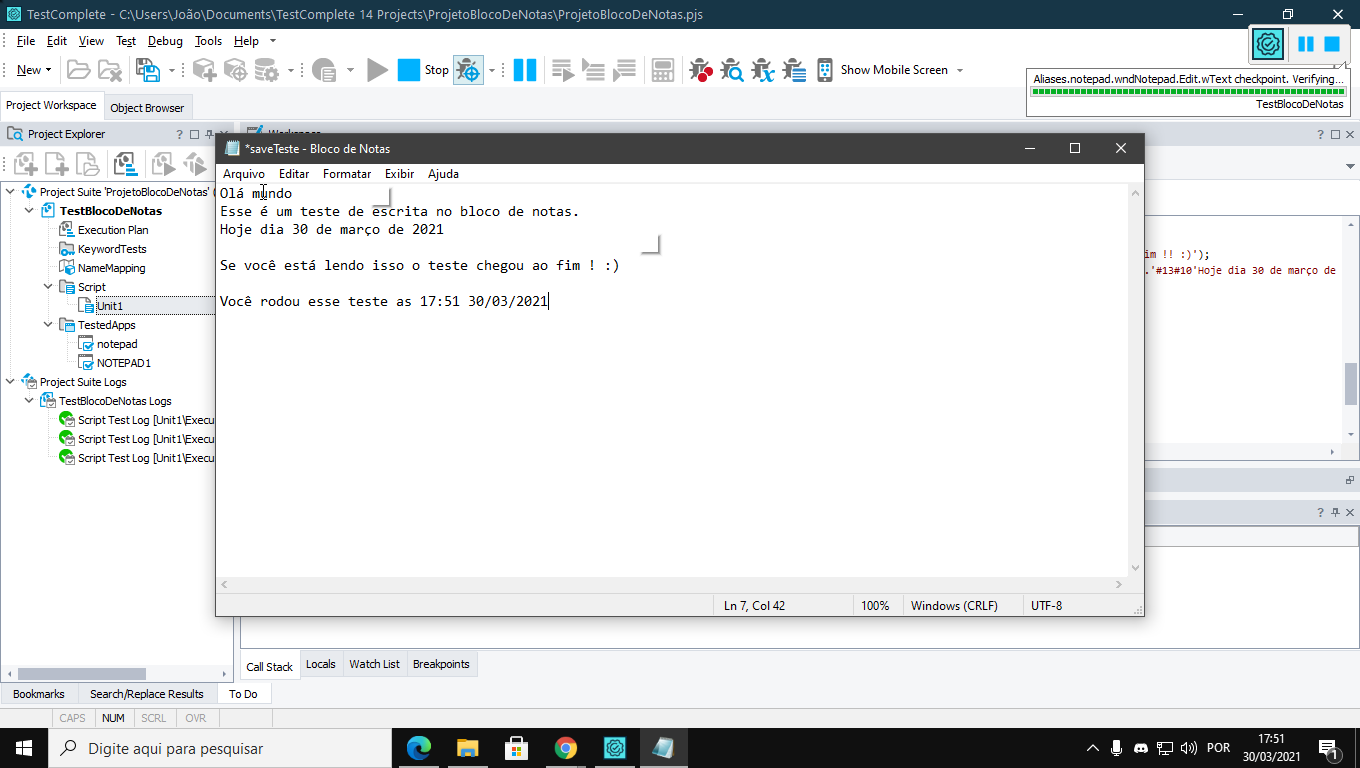 TestComplete - C:\Users\João\Documents\TestComplete 14 Projects\ProjetoBlocoDeNotas\ProjetoBlocoDeNotas.pjs
File Edit View Test Debug Tools Help
New Stop Show Mobile Screen
Aliases.notepad.wndNotepad.Edit.wText checkpoint. Verifying...
TestBlocoDeNotas
Project Workspace Object Browser
Project Explorer
Workspace
Project Suite 'ProjetoBlocoDeNotas' (
TestBlocoDeNotas
Execution Plan
KeywordTests
NameMapping
Script
Unit1
TestedApps
notepad
NOTEPAD1
Project Suite Logs
TestBlocoDeNotas Logs
Script Test Log [Unit1\Execu
Script Test Log [Unit1\Execu
Script Test Log [Unit1\Execu
*saveTeste - Bloco de Notas
Arquivo Editar Formatar Exibir Ajuda
Olá mundo
Esse é um teste de escrita no bloco de notas.
Hoje dia 30 de março de 2021
Se você está lendo isso o teste chegou ao fim ! :)
Você rodou esse teste as 17:51 30/03/2021
Ln 7, Col 42 100% Windows (CRLF) UTF-8
im !! :)');
.'#13#10'Hoje dia 30 de março de
Call Stack Locals Watch List Breakpoints
Bookmarks Search/Replace Results To Do
CAPS NUM SCRL OVR
Digite aqui para pesquisar
POR
17:51
30/03/2021
1